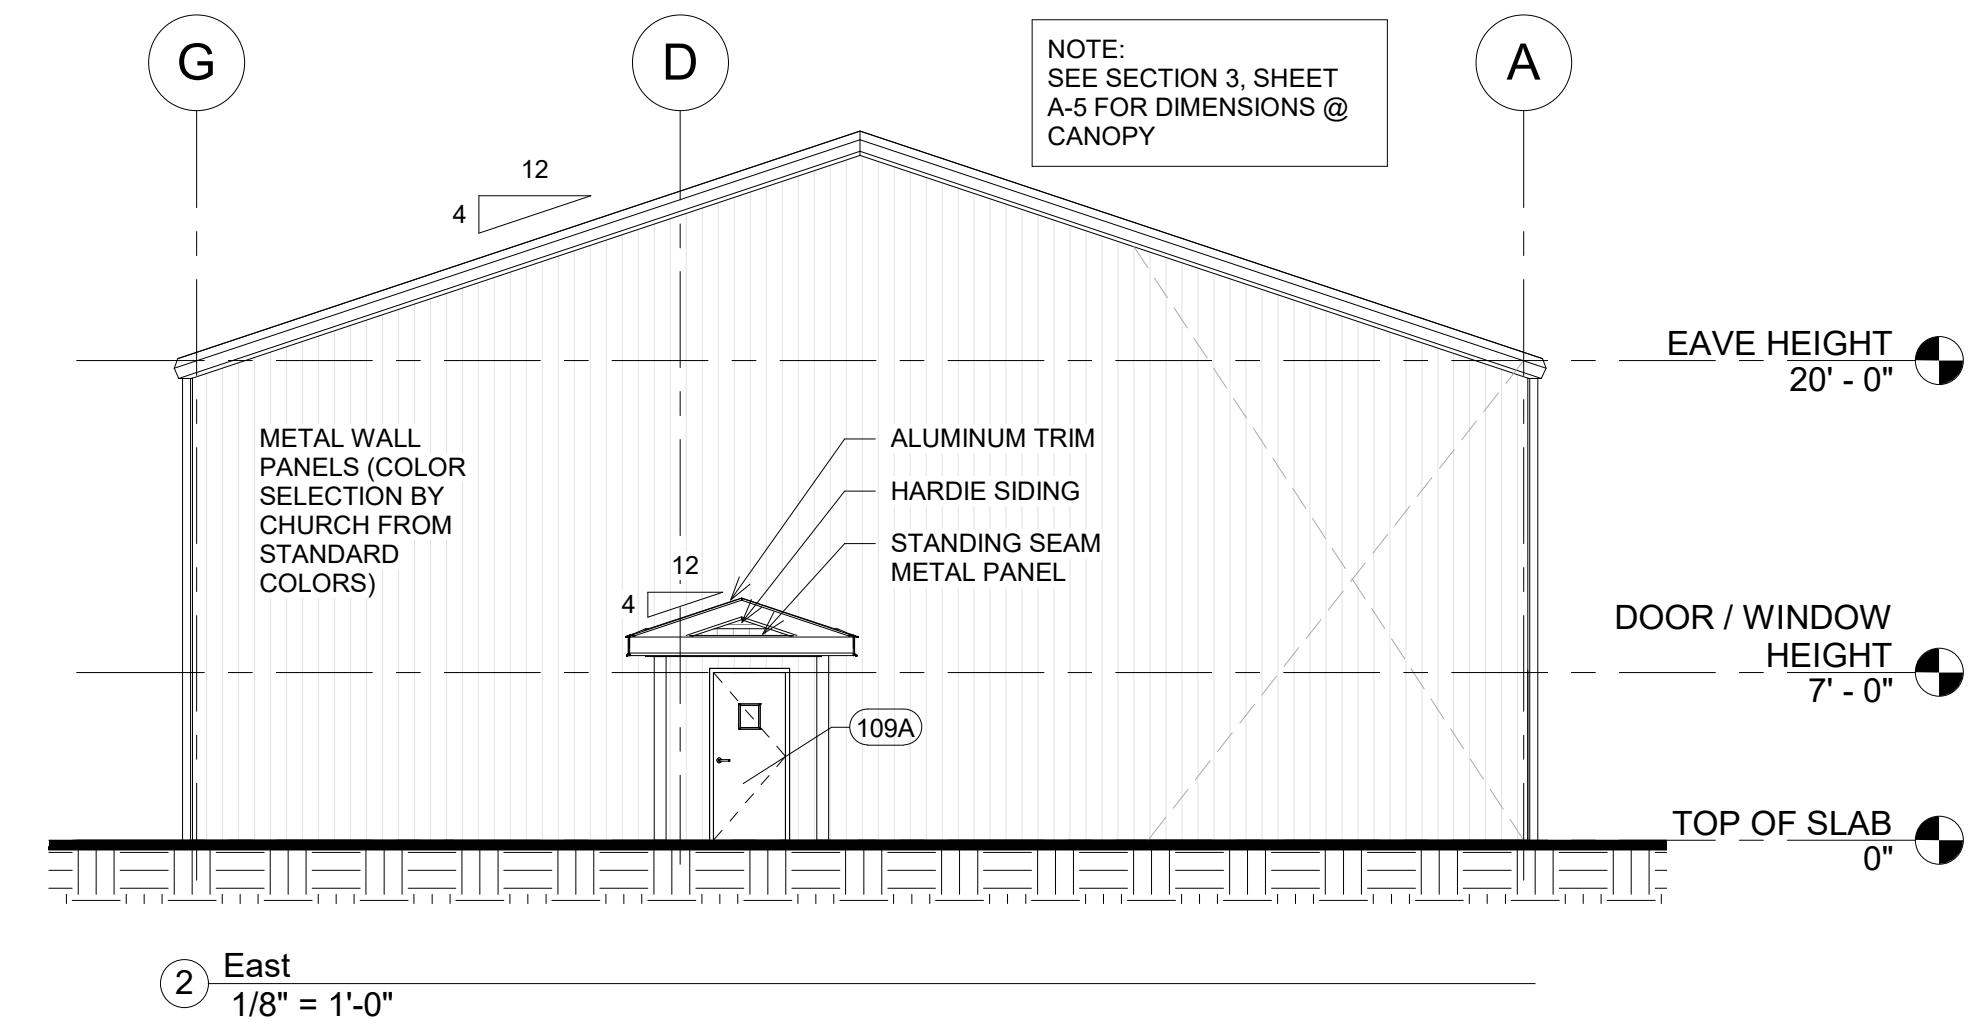 G
D
A
NOTE:
SEE SECTION 3, SHEET
A-5 FOR DIMENSIONS @
CANOPY
12
4
EAVE HEIGHT
20' - 0"
METAL WALL
PANELS (COLOR
SELECTION BY
CHURCH FROM
STANDARD
COLORS)
ALUMINUM TRIM
HARDIE SIDING
STANDING SEAM
METAL PANEL
12
4
DOOR / WINDOW
HEIGHT
7' - 0"
109A
TOP OF SLAB
0"
2
East
1/8" = 1'-0"